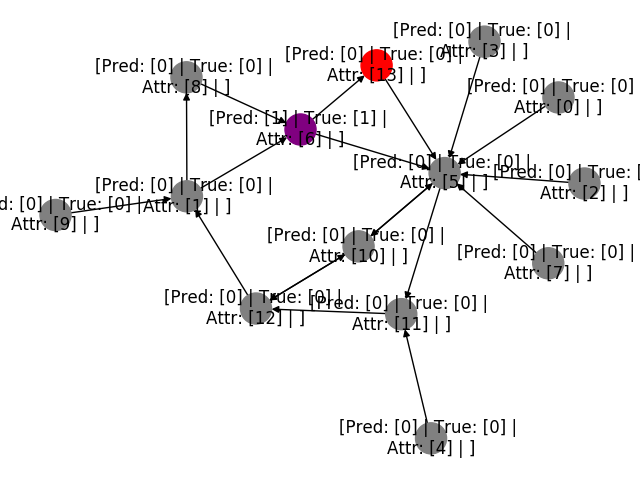 [Pred: [0] | True: [0] |
Attr: [3] | ]
[Pred: [0] | True: [0] |
Attr: [13] | ]
[Pred: [0] | True: [0] |
Attr: [8] | ]
[Pred: [0] | True: [0]
Attr: [0] | ]
[Pred: [1] | True: [1] |
Attr: [6] | ]
[Pred: [0] | True: [0] |
Attr: [5] | ]
[Pred: [0] | True: [
Attr: [2] | ]
[Pred: [0] | True: [0] |
Attr: [1] | ]
d: [0] | True: [0] |
Attr: [9] | ]
[Pred: [0] | True: [0] |
Attr: [10] | ]
[Pred: [0] | True: [0] |
Attr: [7] | ]
[Pred: [0] | True: [0] |
Attr: [12] | ]
[Pred: [0] | True: [0] |
Attr: [11] | ]
[Pred: [0] | True: [0] |
Attr: [4] | ]